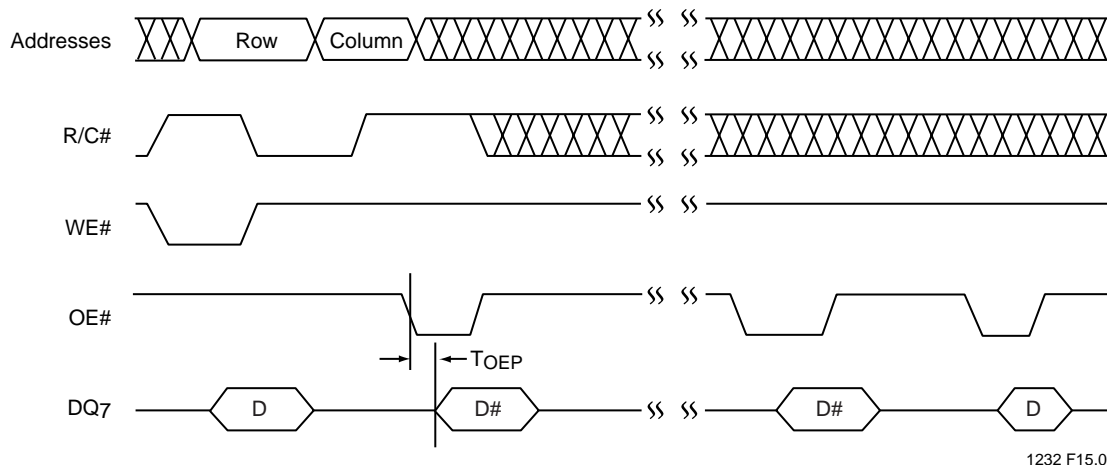 Addresses Row Column
R/C#
WE#
OE#
TOEP
DQ7 D D# D# D
1232 F15.0